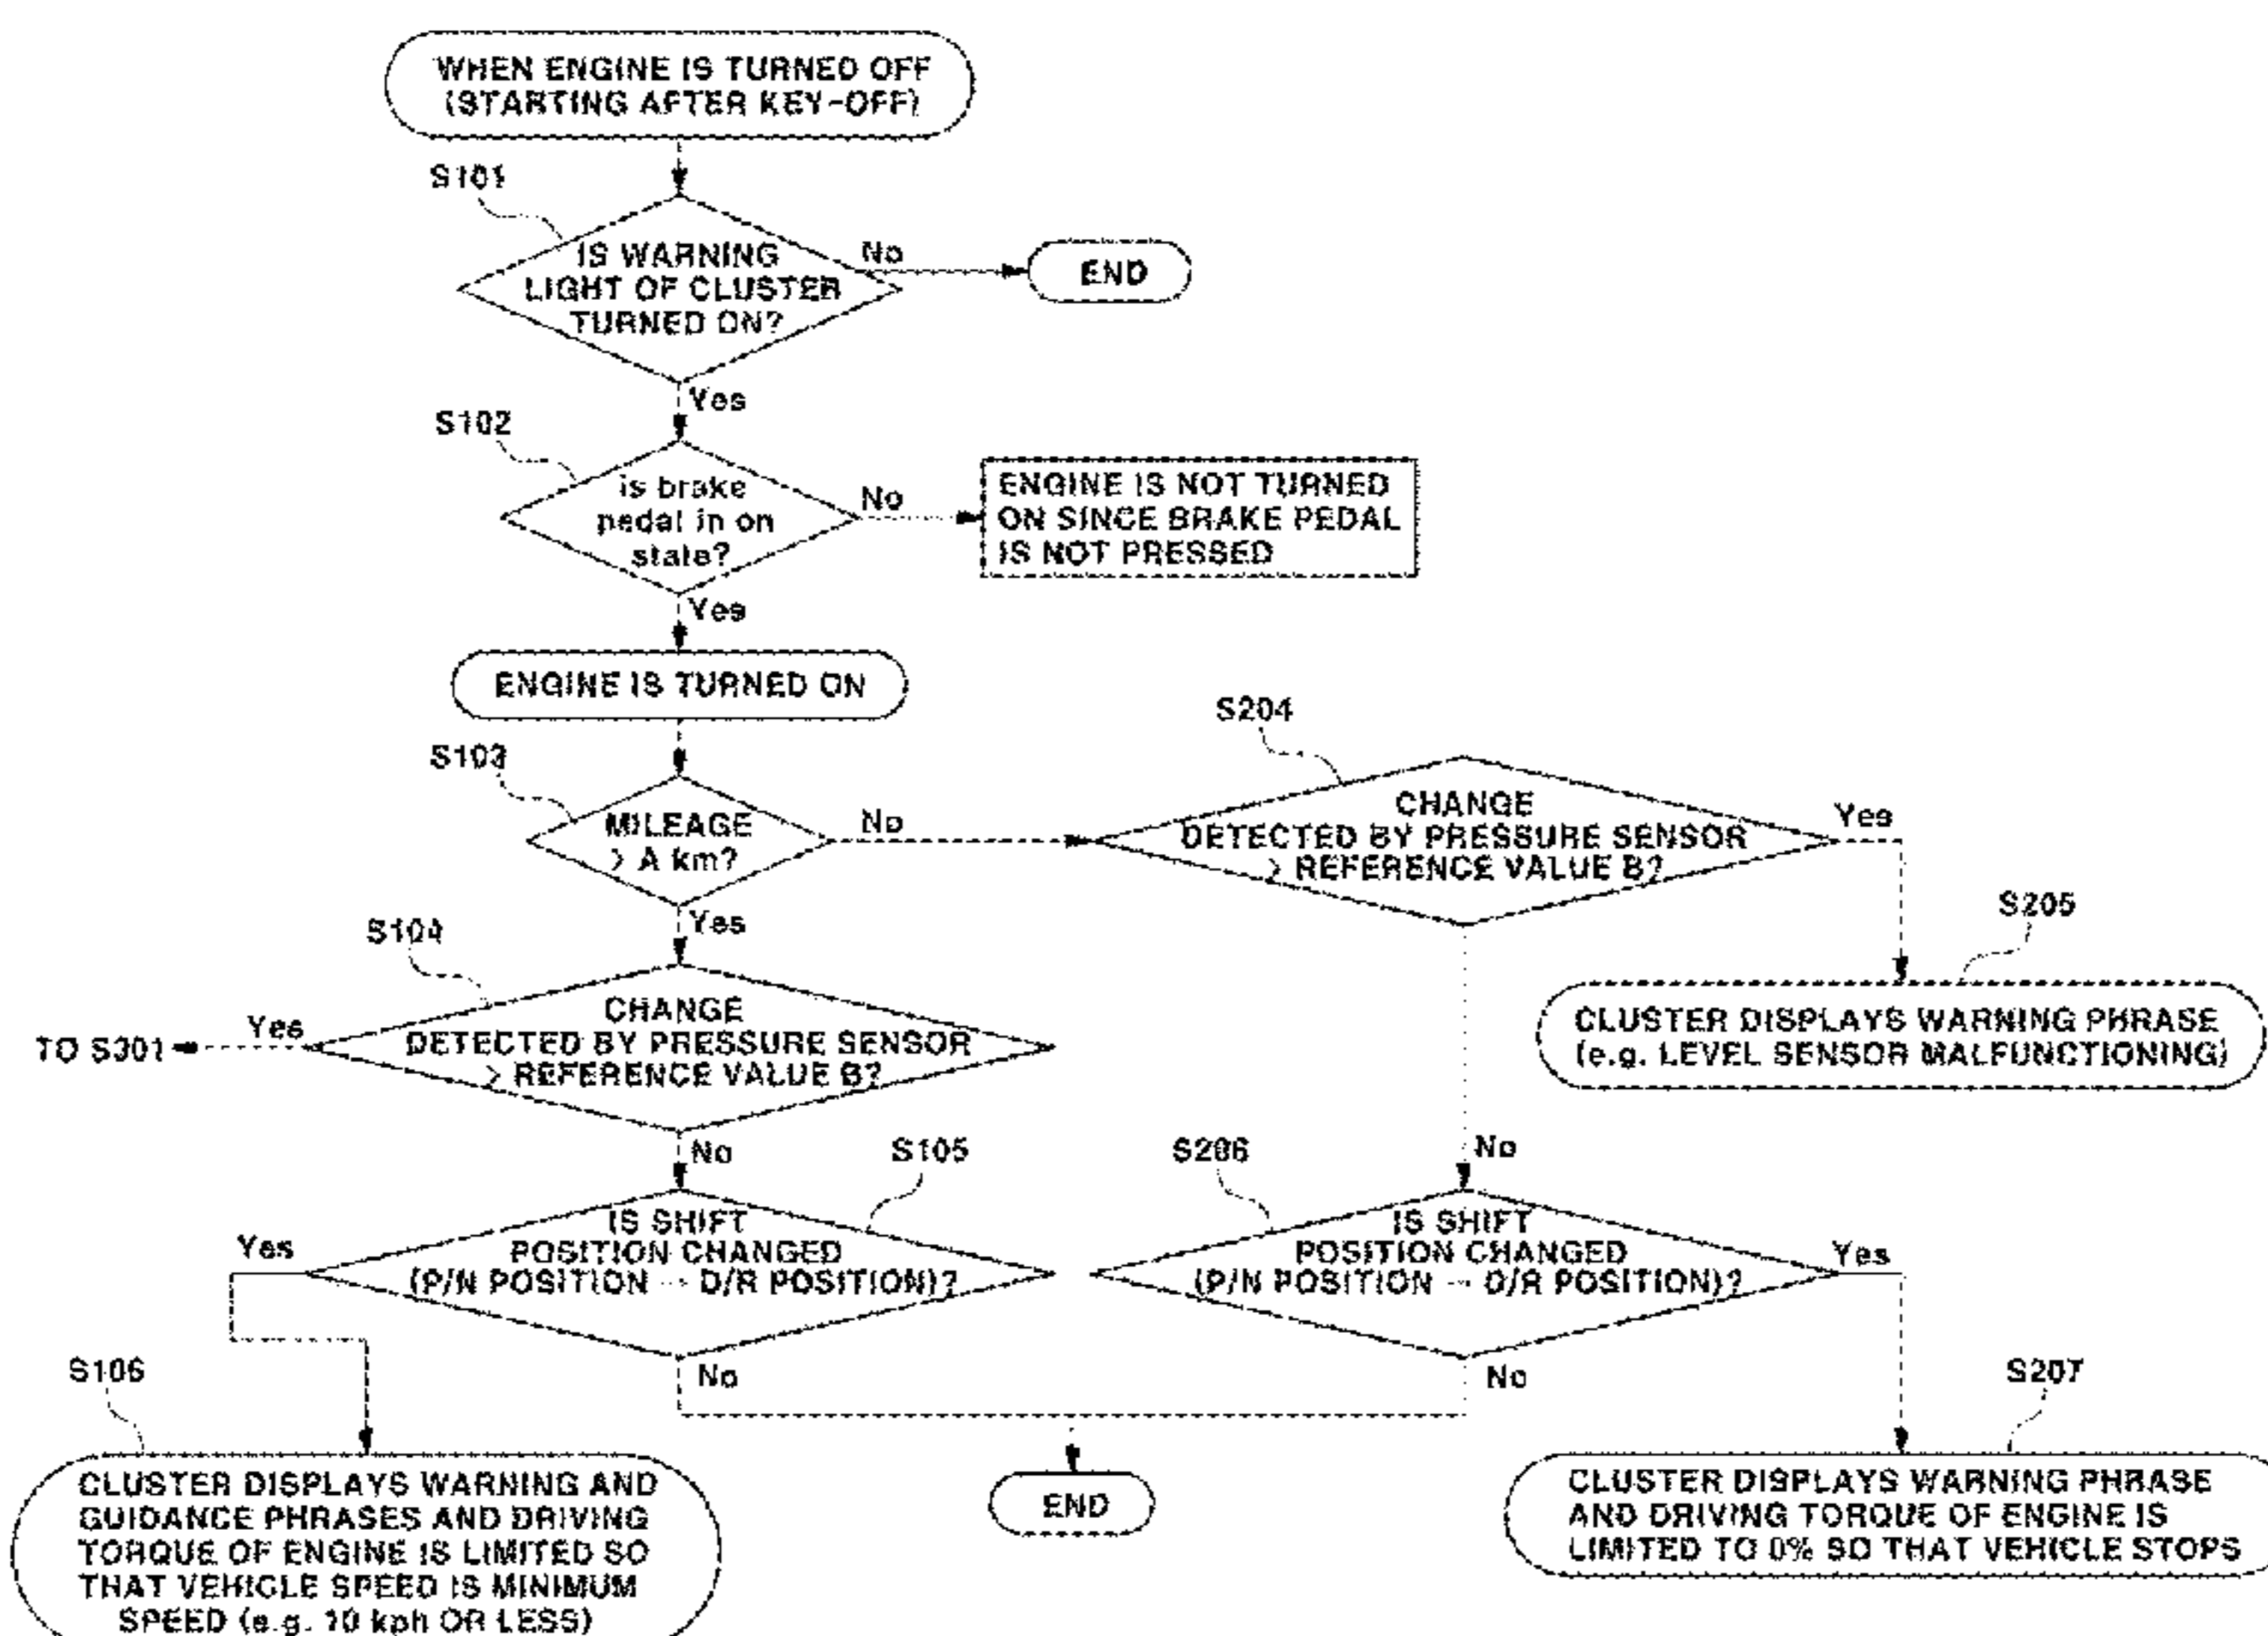 WHEN ENGINE IS TURNED OFF
(STARTING AFTER KEY-OFF)
S101
IS WARNING
LIGHT OF CLUSTER
TURNED ON?
No
END
Yes
S102
is brake
pedal in on
state?
No
ENGINE IS NOT TURNED
ON SINCE BRAKE PEDAL
IS NOT PRESSED
Yes
ENGINE IS TURNED ON
S103
MILEAGE
> A km?
No
S204
CHANGE
DETECTED BY PRESSURE SENSOR
> REFERENCE VALUE B?
Yes
S205
CLUSTER DISPLAYS WARNING PHRASE
(e.g. LEVEL SENSOR MALFUNCTIONING)
Yes
S104
CHANGE
DETECTED BY PRESSURE SENSOR
> REFERENCE VALUE B?
Yes
TO S301
No
S105
IS SHIFT
POSITION CHANGED
(P/N POSITION → D/R POSITION)?
Yes
No
No
S206
IS SHIFT
POSITION CHANGED
(P/N POSITION → D/R POSITION)?
Yes
No
S106
CLUSTER DISPLAYS WARNING AND
GUIDANCE PHRASES AND DRIVING
TORQUE OF ENGINE IS LIMITED SO
THAT VEHICLE SPEED IS MINIMUM
SPEED (e.g. 10 kph OR LESS)
END
S207
CLUSTER DISPLAYS WARNING PHRASE
AND DRIVING TORQUE OF ENGINE IS
LIMITED TO 0% SO THAT VEHICLE STOPS